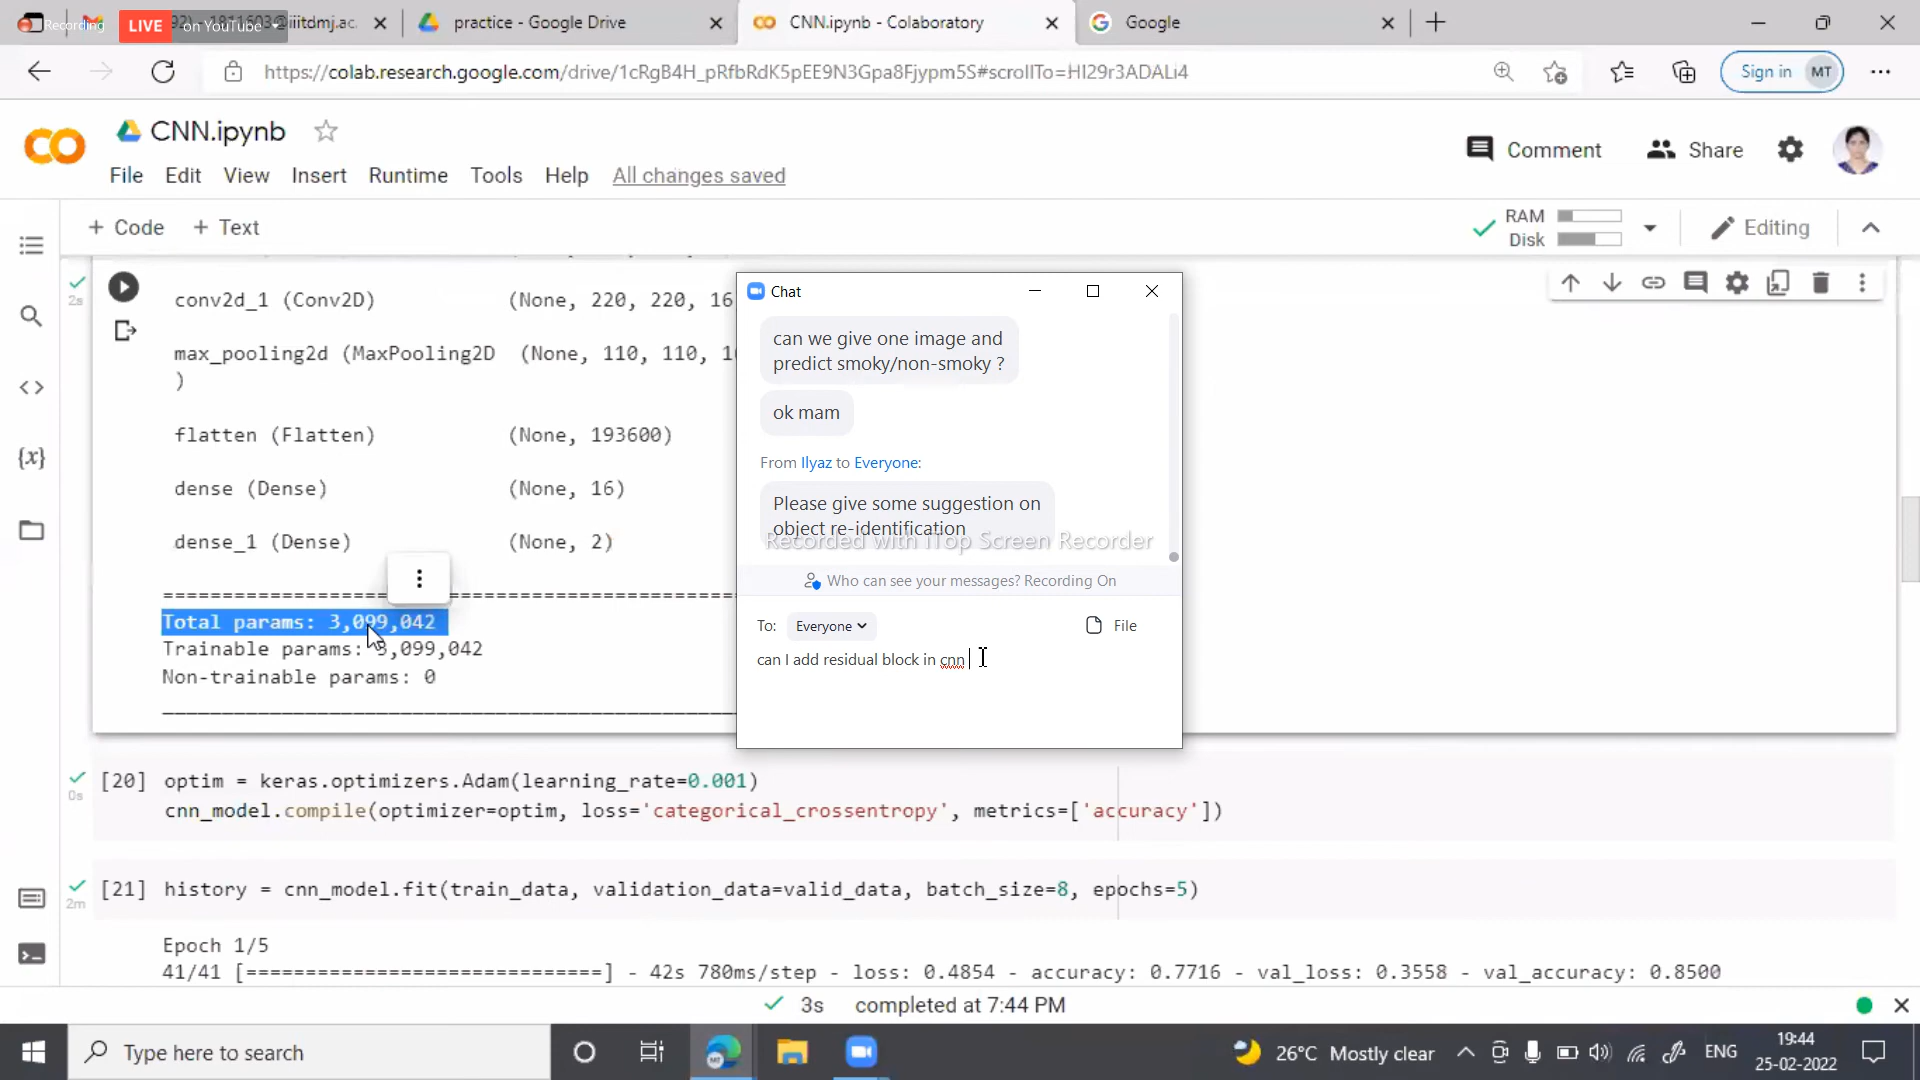 Recording
LIVE on YouTube
practice - Google Drive
CNN.ipynb - Colaboratory
Google
https://colab.research.google.com/drive/1cRgB4H_pRfbRdK5pEE9N3Gpa8Fjypm5S#scrollTo=HI29r3ADALi4
Sign in MT
CO
CNN.ipynb
Comment
Share
File Edit View Insert Runtime Tools Help All changes saved
+ Code + Text
RAM
Disk
Editing
2s
conv2d_1 (Conv2D) (None, 220, 220, 16
max_pooling2d (MaxPooling2D (None, 110, 110,
)
flatten (Flatten) (None, 193600)
dense (Dense) (None, 16)
dense_1 (Dense) (None, 2)
Total params: 3,099,042
Trainable params: 3,099,042
Non-trainable params: 0
Chat
can we give one image and
predict smoky/non-smoky ?
ok mam
From Ilyaz to Everyone:
Please give some suggestion on
object re-identification
Recorded with iTop Screen Recorder
Who can see your messages? Recording On
To: Everyone
File
can I add residual block in cnn
[20] optim = keras.optimizers.Adam(learning_rate=0.001)
0s
cnn_model.compile(optimizer=optim, loss='categorical_crossentropy', metrics=['accuracy'])
[21] history = cnn_model.fit(train_data, validation_data=valid_data, batch_size=8, epochs=5)
2m
Epoch 1/5
41/41 [==============================] - 42s 780ms/step - loss: 0.4854 - accuracy: 0.7716 - val_loss: 0.3558 - val_accuracy: 0.8500
3s completed at 7:44 PM
Type here to search
26°C Mostly clear
ENG
19:44
25-02-2022